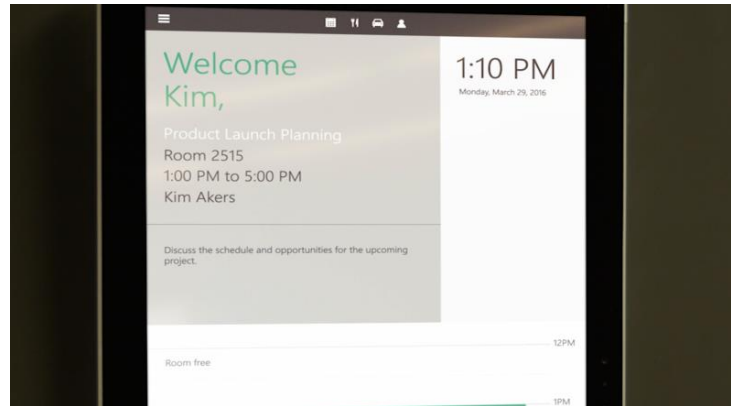 Welcome
Kim,
Product Launch Planning
Room 2515
1:00 PM to 5:00 PM
Kim Akers
Discuss the schedule and opportunities for the upcoming
project.
1:10 PM
Monday, March 29, 2016
12PM
Room free
1PM